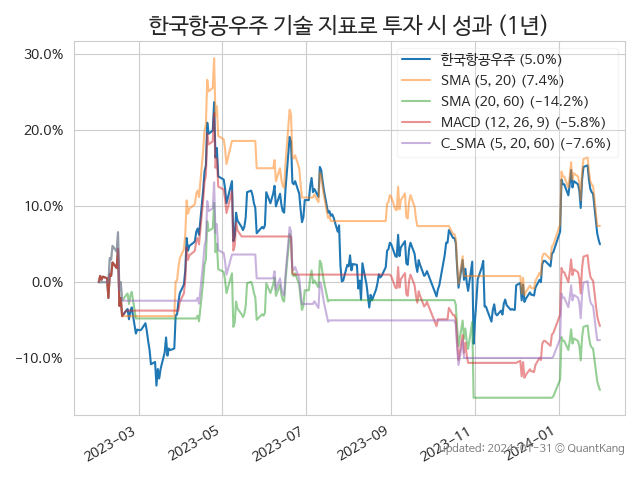 한국항공우주 기술 지표로 투자 시 성과 (1년)
한국항공우주 (5.0%)
SMA (5, 20) (7.4%)
SMA (20, 60) (-14.2%)
MACD (12, 26, 9) (-5.8%)
C_SMA (5, 20, 60) (-7.6%)
30.0%
20.0%
10.0%
0.0%
-10.0%
2023-03
2023-05
2023-07
2023-09
2023-11
2024-01
updated: 2024-01-31 © QuantKang